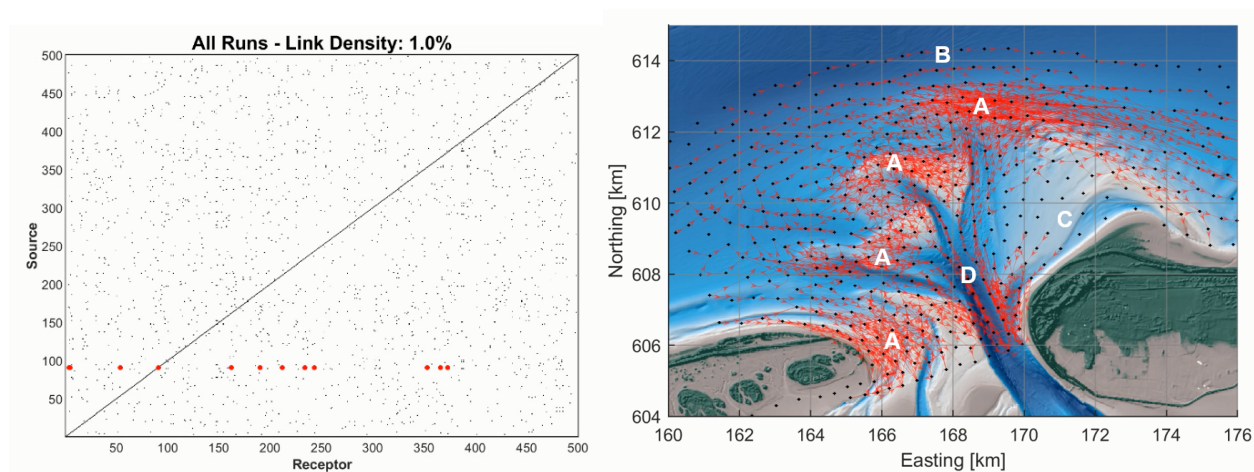 All Runs - Link Density: 1.0%
500
450
400
350
300
250
200
150
100
50
Source
50 100 150 200 250 300 350 400 450 500
Receptor
614
612
610
608
606
604
Northing [km]
B
A
A
C
A
D
A
160 162 164 166 168 170 172 174 176
Easting [km]